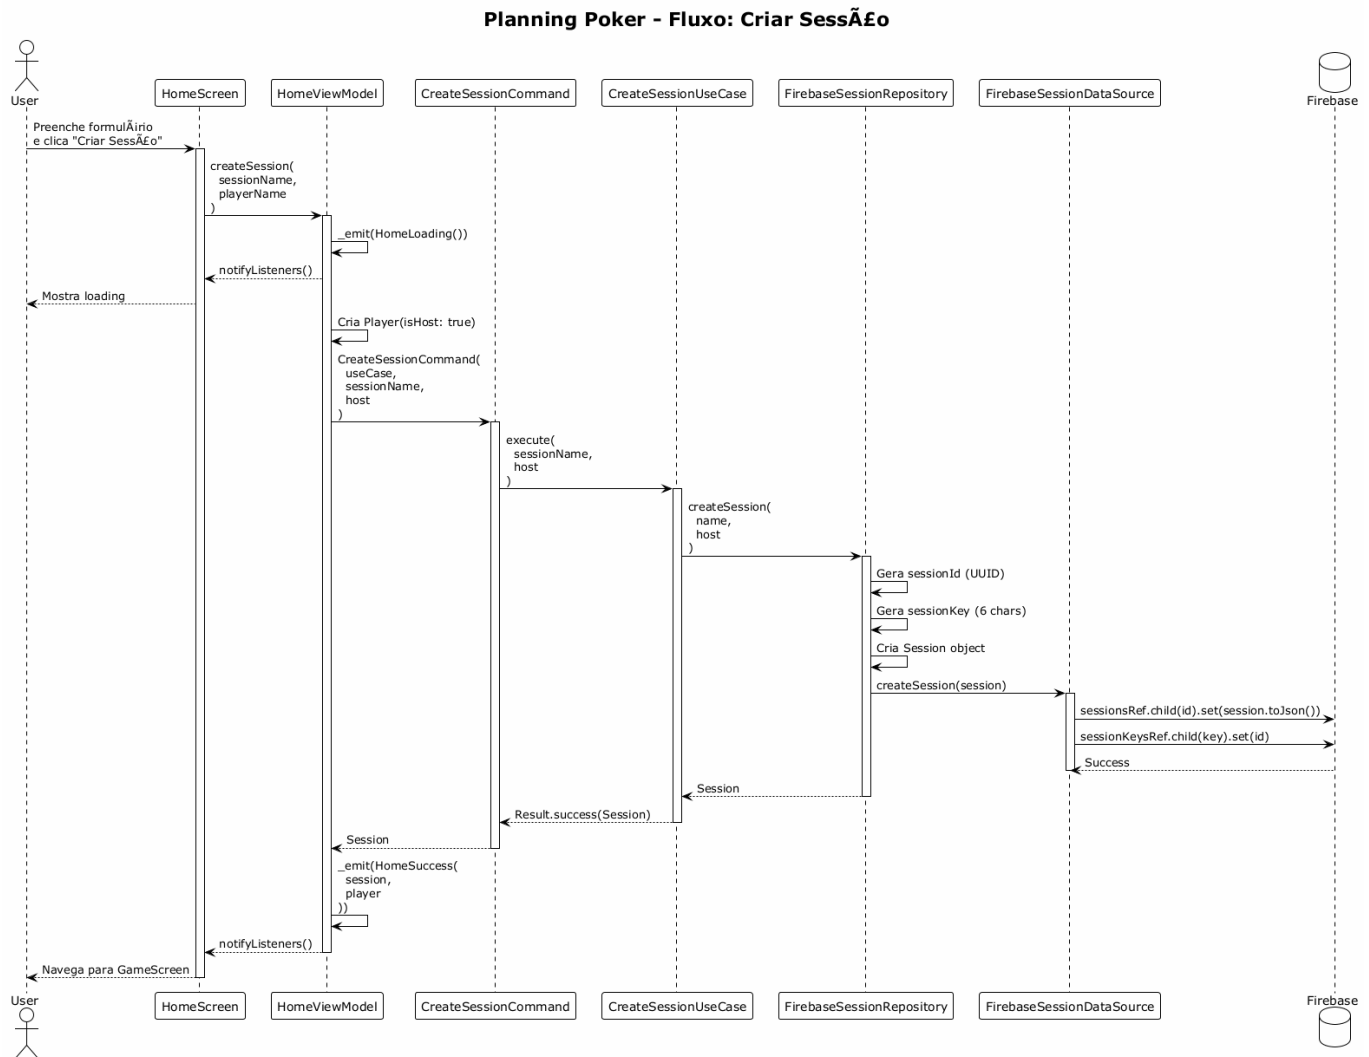 Planning Poker - Fluxo: Criar SessÃ£o
User
HomeScreen
HomeViewModel
CreateSessionCommand
CreateSessionUseCase
FirebaseSessionRepository
FirebaseSessionDataSource
Firebase
Preenche formulÃ¡rio
e clica "Criar SessÃ£o"
createSession(
sessionName,
playerName
)
_emit(HomeLoading())
notifyListeners()
Mostra loading
Cria Player(isHost: true)
CreateSessionCommand(
useCase,
sessionName,
host
)
execute(
sessionName,
host
)
createSession(
name,
host
)
Gera sessionId (UUID)
Gera sessionKey (6 chars)
Cria Session object
createSession(session)
sessionsRef.child(id).set(session.toJson())
sessionKeysRef.child(key).set(id)
Success
Session
Result.success(Session)
Session
_emit(HomeSuccess(
session,
player
))
notifyListeners()
Navega para GameScreen
User
HomeScreen
HomeViewModel
CreateSessionCommand
CreateSessionUseCase
FirebaseSessionRepository
FirebaseSessionDataSource
Firebase